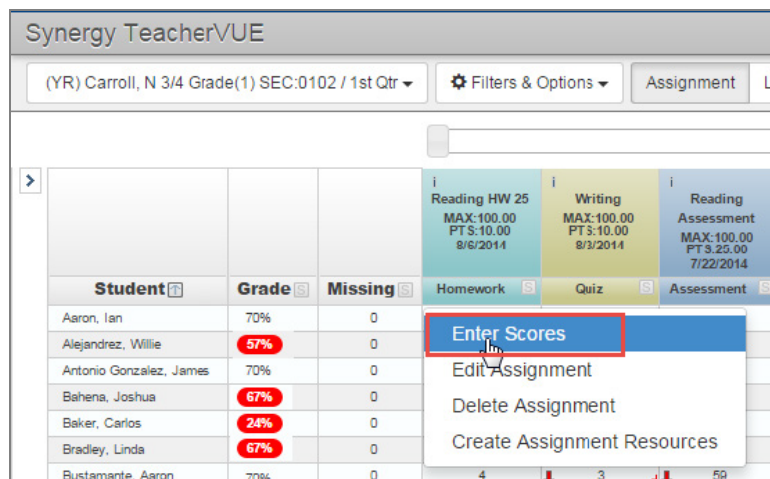 Synergy TeacherVUE
(YR) Carroll, N 3/4 Grade(1) SEC:0102 / 1st Qtr
Filters & Options
Assignment
L
i
Reading HW 25
MAX:100.00
PTS:10.00
8/6/2014
i
Writing
MAX:100.00
PTS:10.00
8/3/2014
i
Reading
Assessment
MAX:100.00
PTS:25.00
7/22/2014
Student Grade S Missing S Homework S Quiz S Assessment S
Aaron, Ian 70% 0
Alejandrez, Willie 57% 0
Antonio Gonzalez, James 70% 0
Bahena, Joshua 67% 0
Baker, Carlos 24% 0
Bradley, Linda 67% 0
Bustamante, Aaron 70% 0 4 3 59
Enter Scores
Edit Assignment
Delete Assignment
Create Assignment Resources